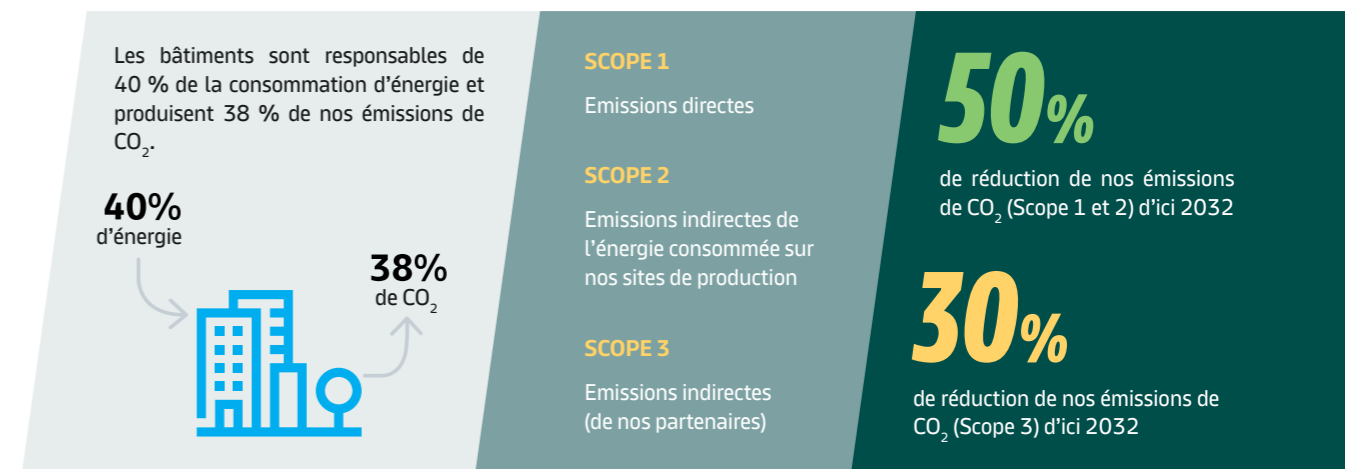 Les bâtiments sont responsables de
40 % de la consommation d’énergie et
produisent 38 % de nos émissions de
CO₂.
40%
d’énergie
38%
de CO₂
SCOPE 1
Emissions directes
SCOPE 2
Emissions indirectes de
l’énergie consommée sur
nos sites de production
SCOPE 3
Emissions indirectes
(de nos partenaires)
50%
de réduction de nos émissions
de CO₂ (Scope 1 et 2) d’ici 2032
30%
de réduction de nos émissions de
CO₂ (Scope 3) d’ici 2032